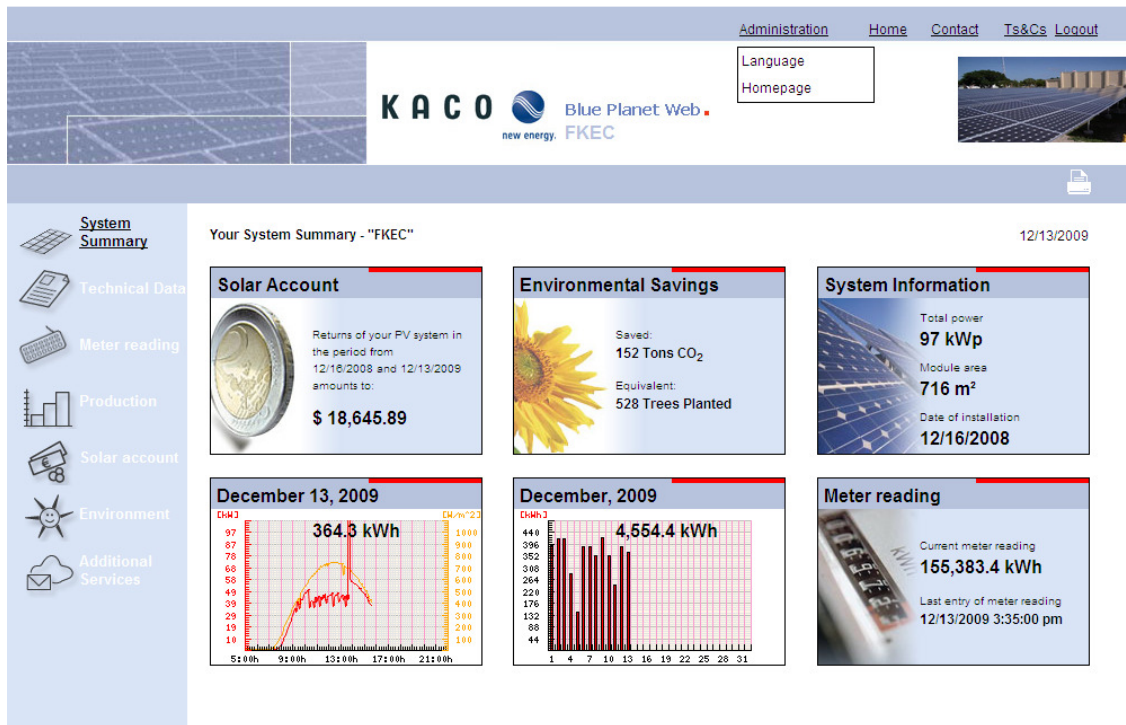 Administration Home Contact Ts&Cs Logout
Language
Homepage
KACO
new energy.
Blue Planet Web.
FKEC
System
Summary
Technical Data
Meter reading
Production
Solar account
Environment
Additional
Services
Your System Summary - "FKEC"
12/13/2009
Solar Account
Returns of your PV system in
the period from
12/16/2008 and 12/13/2009
amounts to:
$ 18,645.89
Environmental Savings
Saved:
152 Tons CO2
Equivalent:
528 Trees Planted
System Information
Total power
97 kWp
Module area
716 m²
Date of installation
12/16/2008
December 13, 2009
[kW] [W/m^2]
364.3 kWh
97 1000
87 900
78 800
68 700
58 600
49 500
39 400
29 300
19 200
10 100
5:00h 9:00h 13:00h 17:00h 21:00h
December, 2009
[kWh]
4,554.4 kWh
440
396
352
308
264
220
176
132
88
44
1 4 7 10 13 16 19 22 25 28 31
Meter reading
kWh
Current meter reading
155,383.4 kWh
Last entry of meter reading
12/13/2009 3:35:00 pm